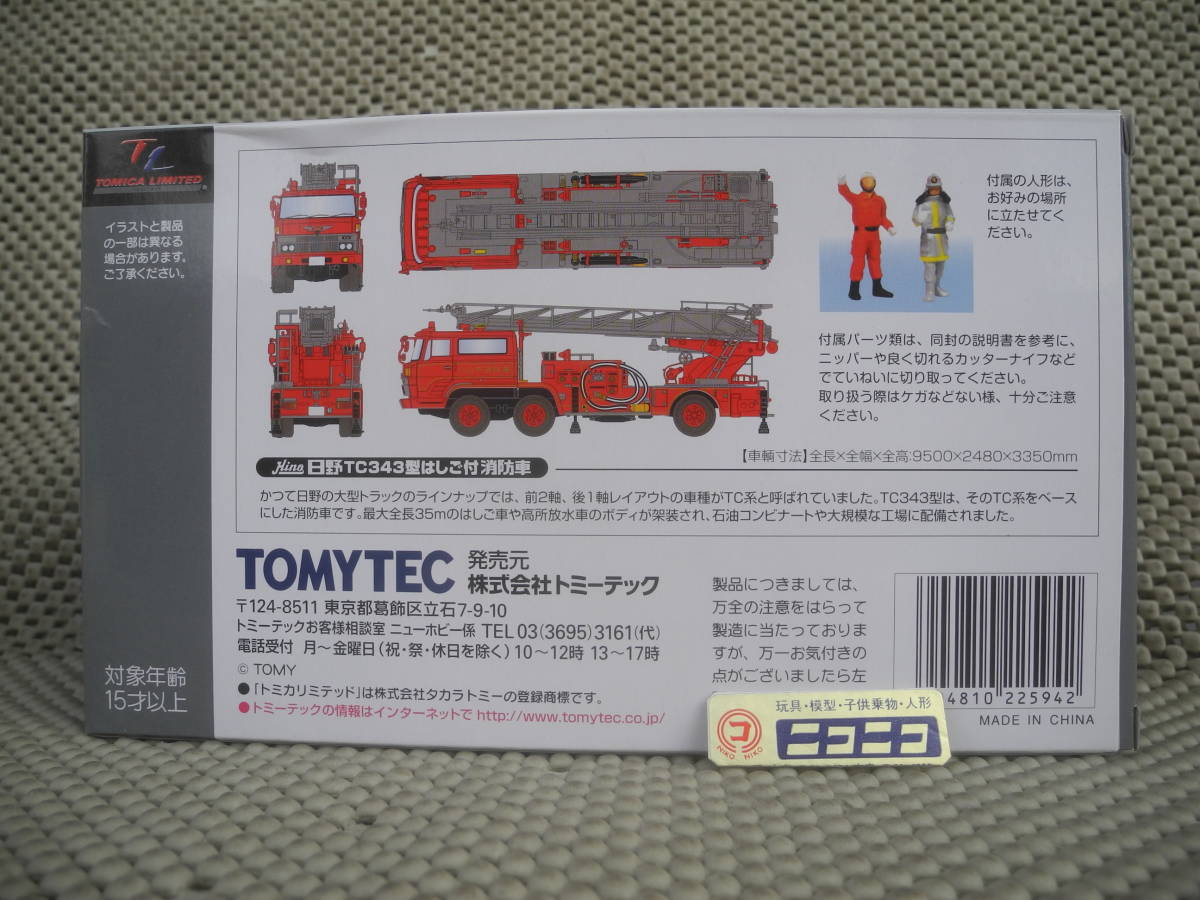 TL
TOMICA LIMITED
イラストと製品
の一部は異なる
場合があります。
ご了承ください。
対象年齢
15才以上
付属の人形は、
お好みの場所
に立たせてく
ださい。
付属パーツ類は、同封の説明書を参考に、
ニッパーや良く切れるカッターナイフなど
でていねいに切り取ってください。
取り扱う際はケガなどない様、十分ご注意
ください。
Hino 日野TC343型はしご付消防車
【車輌寸法】全長×全幅×全高:9500×2480×3350mm
かつて日野の大型トラックのラインナップでは、前2軸、後1軸レイアウトの車種がTC系と呼ばれていました。TC343型は、そのTC系をベース
にした消防車です。最大全長35mのはしご車や高所放水車のボディが架装され、石油コンビナートや大規模な工場に配備されました。
TOMYTEC
発売元
株式会社トミーテック
〒124-8511 東京都葛飾区立石7-9-10
トミーテックお客様相談室 ニューホビー係 TEL 03(3695)3161(代)
電話受付 月〜金曜日(祝・祭・休日を除く)10〜12時 13〜17時
© TOMY
●「トミカリミテッド」は株式会社タカラトミーの登録商標です。
●トミーテックの情報はインターネットで http://www.tomytec.co.jp/
製品につきましては、
万全の注意をはらって
製造に当たっておりま
すが、万一お気付きの
点がございましたら左
4810 225942
MADE IN CHINA
玩具・模型・子供乗物・人形
コ
NIKO NIKO
ニコニコ